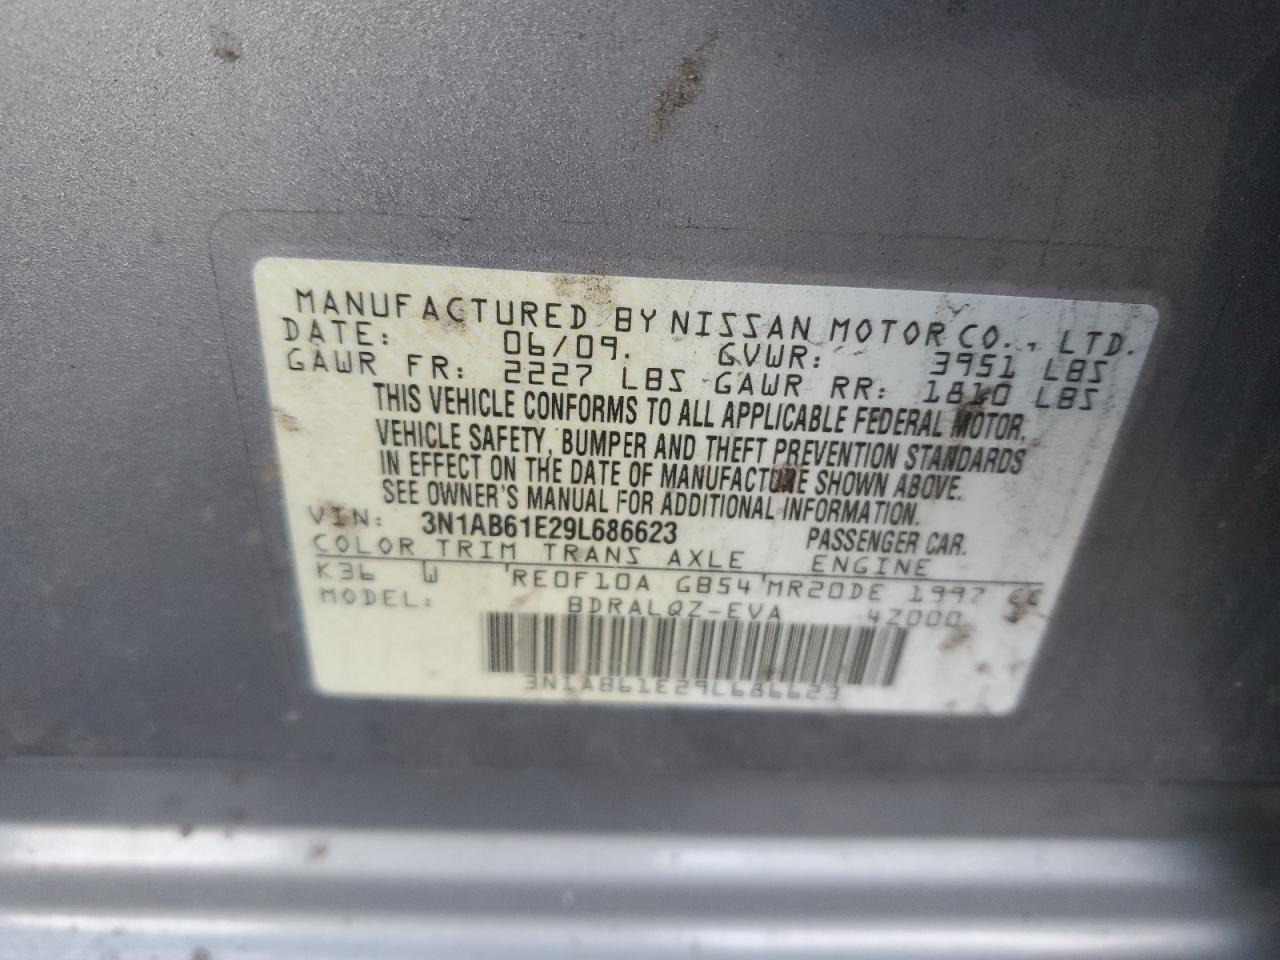 MANUFACTURED BY NISSAN MOTOR CO., LTD.
DATE: 06/09. GVWR: 3951 LBS
GAWR FR: 2227 LBS GAWR RR: 1810 LBS
THIS VEHICLE CONFORMS TO ALL APPLICABLE FEDERAL MOTOR,
VEHICLE SAFETY, BUMPER AND THEFT PREVENTION STANDARDS
IN EFFECT ON THE DATE OF MANUFACTURE SHOWN ABOVE.
SEE OWNER'S MANUAL FOR ADDITIONAL INFORMATION.
VIN: 3N1AB61E29L686623 PASSENGER CAR.
COLOR TRIM TRANS AXLE ENGINE
K36 W RE0F10A GB54 MR20DE 1997 CC
MODEL: BDRALQZ-EVA 4Z000
3N1AB61E29L686623